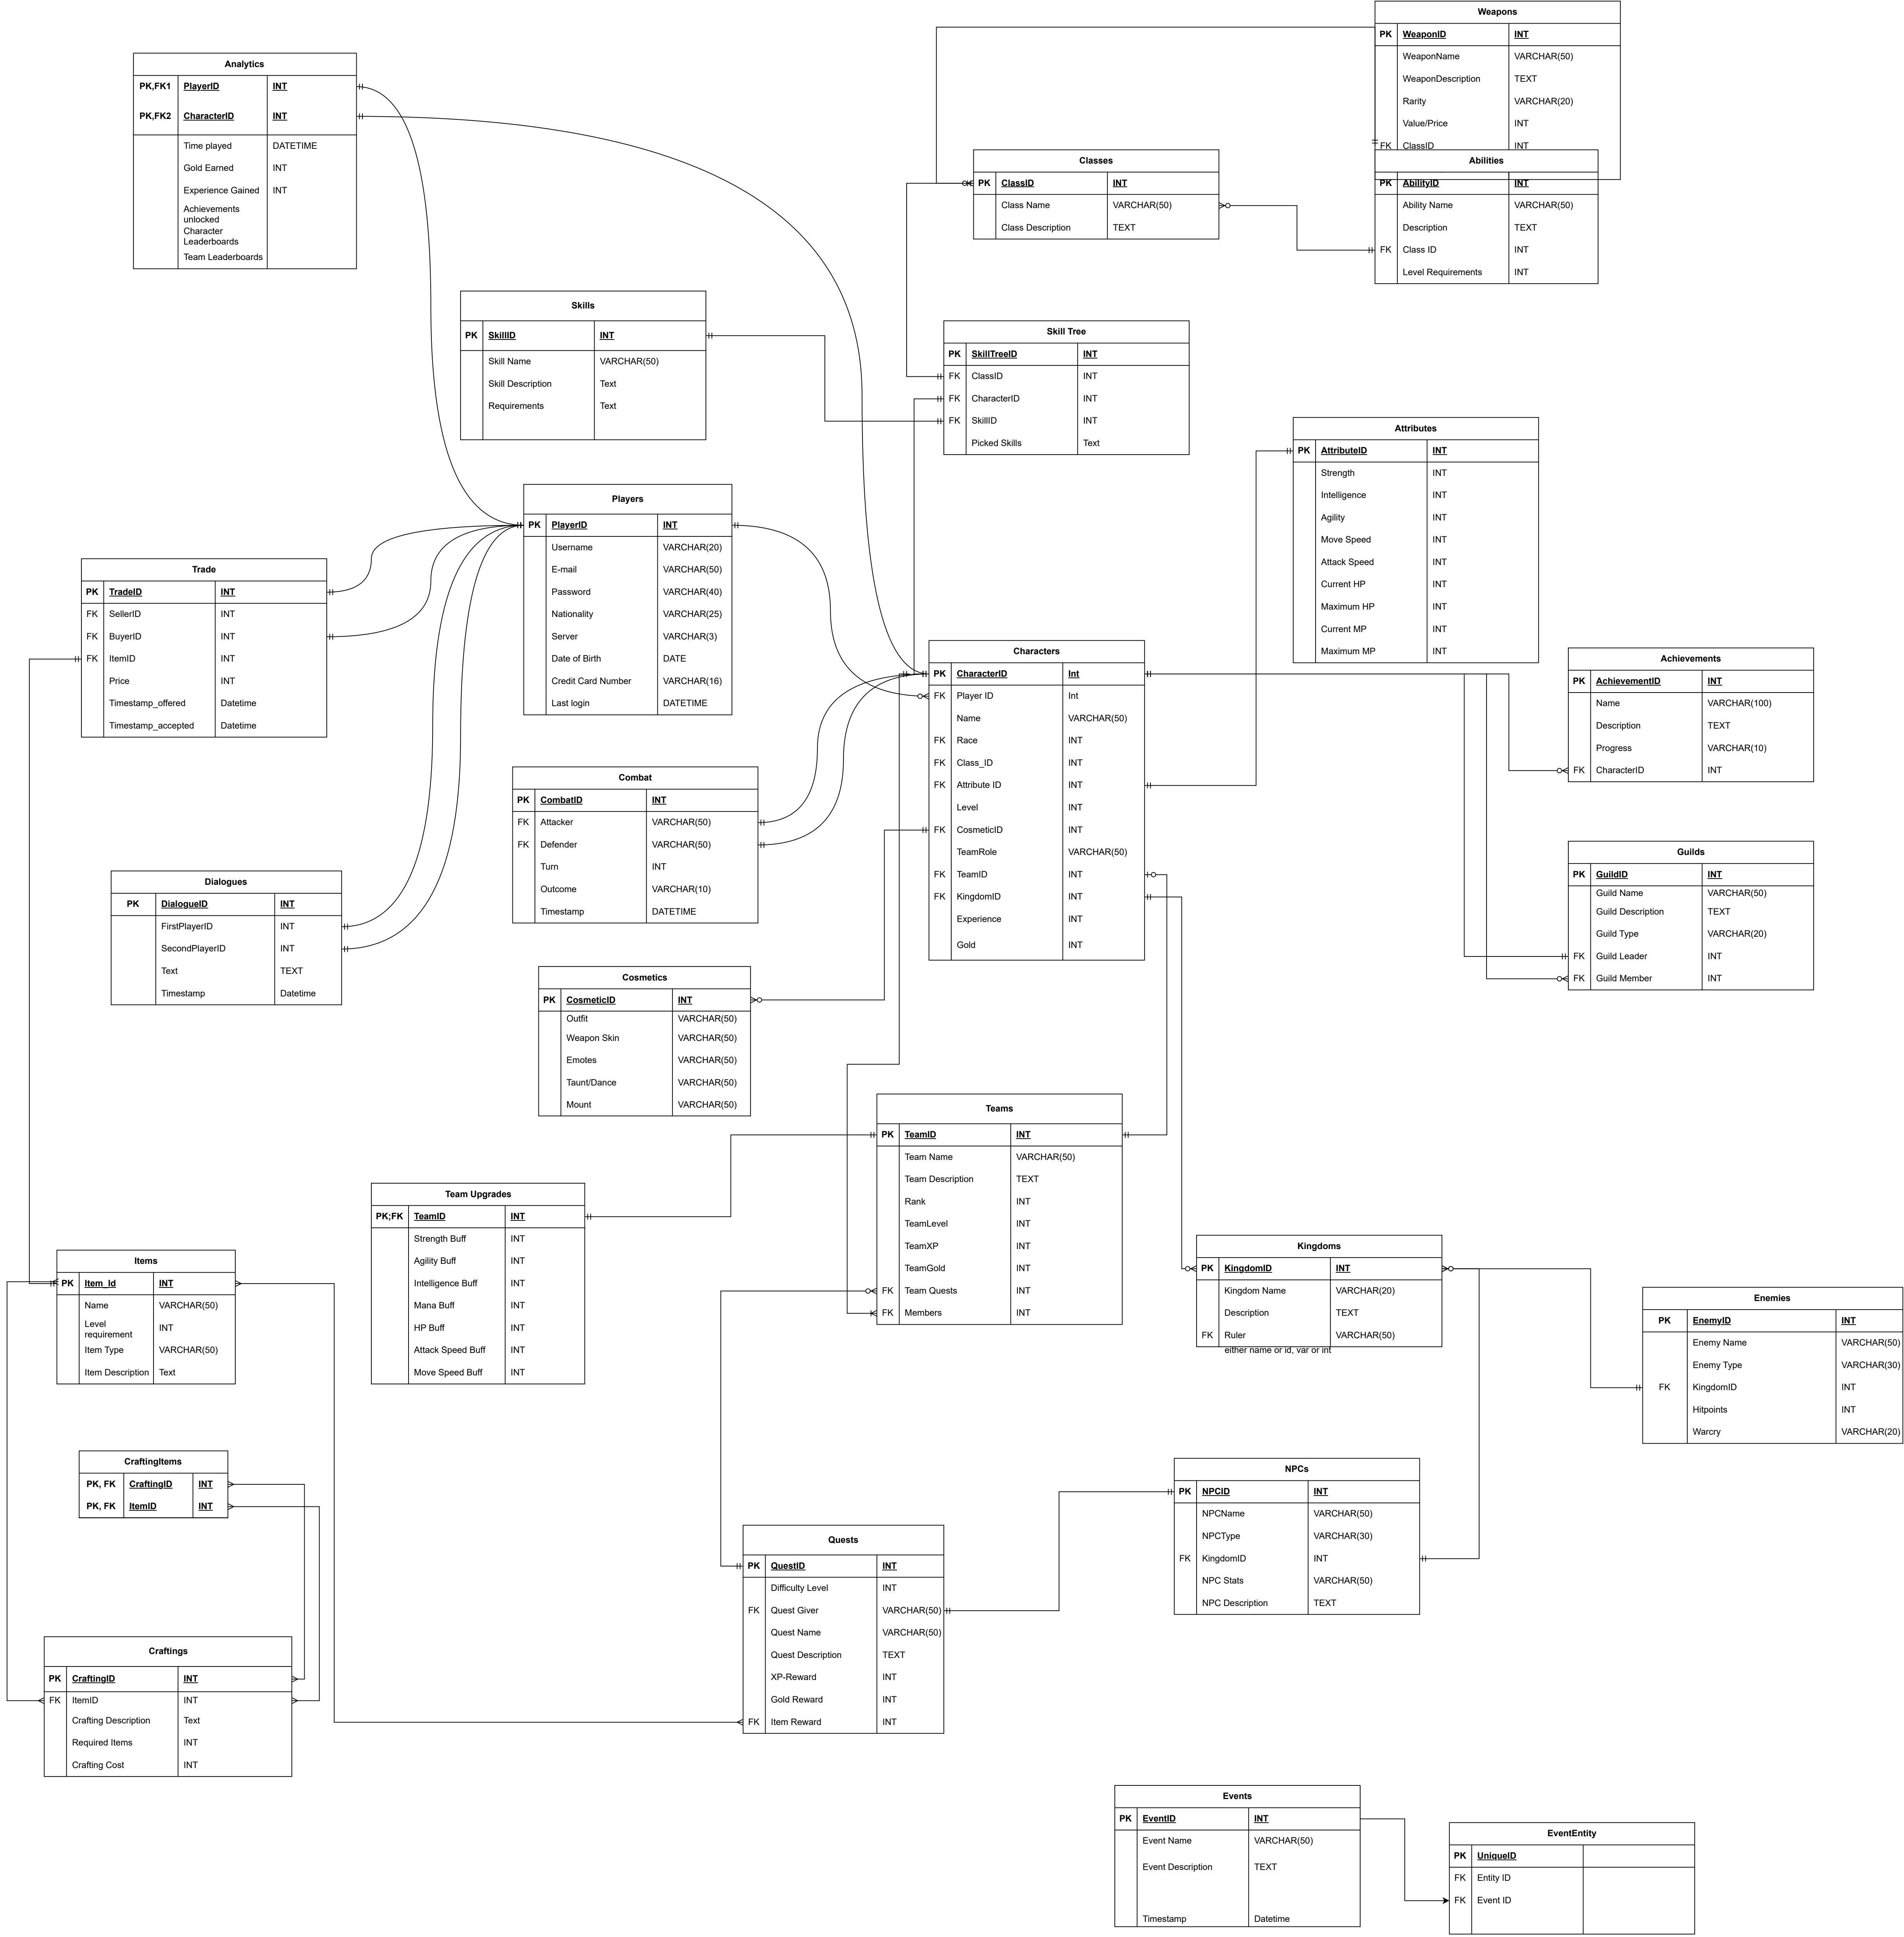 Weapons
PK WeaponID INT
WeaponName VARCHAR(50)
WeaponDescription TEXT
Rarity VARCHAR(20)
Value/Price INT
FK ClassID INT
Analytics
PK,FK1 PlayerID INT
PK,FK2 CharacterID INT
Time played DATETIME
Gold Earned INT
Experience Gained INT
Achievements
unlocked
Character
Leaderboards
Team Leaderboards
Classes
PK ClassID INT
Class Name VARCHAR(50)
Class Description TEXT
Abilities
PK AbilityID INT
Ability Name VARCHAR(50)
Description TEXT
FK Class ID INT
Level Requirements INT
Skills
PK SkillID INT
Skill Name VARCHAR(50)
Skill Description Text
Requirements Text
Skill Tree
PK SkillTreeID INT
FK ClassID INT
FK CharacterID INT
FK SkillID INT
Picked Skills Text
Attributes
PK AttributeID INT
Strength INT
Intelligence INT
Agility INT
Move Speed INT
Attack Speed INT
Current HP INT
Maximum HP INT
Current MP INT
Maximum MP INT
Players
PK PlayerID INT
Username VARCHAR(20)
E-mail VARCHAR(50)
Password VARCHAR(40)
Nationality VARCHAR(25)
Server VARCHAR(3)
Date of Birth DATE
Credit Card Number VARCHAR(16)
Last login DATETIME
Trade
PK TradeID INT
FK SellerID INT
FK BuyerID INT
FK ItemID INT
Price INT
Timestamp_offered Datetime
Timestamp_accepted Datetime
Characters
PK CharacterID Int
FK Player ID Int
Name VARCHAR(50)
FK Race INT
FK Class_ID INT
FK Attribute ID INT
Level INT
FK CosmeticID INT
TeamRole VARCHAR(50)
FK TeamID INT
FK KingdomID INT
Experience INT
Gold INT
Achievements
PK AchievementID INT
Name VARCHAR(100)
Description TEXT
Progress VARCHAR(10)
FK CharacterID INT
Combat
PK CombatID INT
FK Attacker VARCHAR(50)
FK Defender VARCHAR(50)
Turn INT
Outcome VARCHAR(10)
Timestamp DATETIME
Guilds
PK GuildID INT
Guild Name VARCHAR(50)
Guild Description TEXT
Guild Type VARCHAR(20)
FK Guild Leader INT
FK Guild Member INT
Dialogues
PK DialogueID INT
FirstPlayerID INT
SecondPlayerID INT
Text TEXT
Timestamp Datetime
Cosmetics
PK CosmeticID INT
Outfit VARCHAR(50)
Weapon Skin VARCHAR(50)
Emotes VARCHAR(50)
Taunt/Dance VARCHAR(50)
Mount VARCHAR(50)
Teams
PK TeamID INT
Team Name VARCHAR(50)
Team Description TEXT
Rank INT
TeamLevel INT
TeamXP INT
TeamGold INT
FK Team Quests INT
FK Members INT
Team Upgrades
PK;FK TeamID INT
Strength Buff INT
Agility Buff INT
Intelligence Buff INT
Mana Buff INT
HP Buff INT
Attack Speed Buff INT
Move Speed Buff INT
Kingdoms
PK KingdomID INT
Kingdom Name VARCHAR(20)
Description TEXT
FK Ruler VARCHAR(50)
either name or id, var or int
Items
PK Item_Id INT
Name VARCHAR(50)
Level
requirement INT
Item Type VARCHAR(50)
Item Description Text
Enemies
PK EnemyID INT
Enemy Name VARCHAR(50)
Enemy Type VARCHAR(30)
FK KingdomID INT
Hitpoints INT
Warcry VARCHAR(20)
CraftingItems
PK, FK CraftingID INT
PK, FK ItemID INT
NPCs
PK NPCID INT
NPCName VARCHAR(50)
NPCType VARCHAR(30)
FK KingdomID INT
NPC Stats VARCHAR(50)
NPC Description TEXT
Quests
PK QuestID INT
Difficulty Level INT
FK Quest Giver VARCHAR(50)
Quest Name VARCHAR(50)
Quest Description TEXT
XP-Reward INT
Gold Reward INT
FK Item Reward INT
Craftings
PK CraftingID INT
FK ItemID INT
Crafting Description Text
Required Items INT
Crafting Cost INT
Events
PK EventID INT
Event Name VARCHAR(50)
Event Description TEXT
Timestamp Datetime
EventEntity
PK UniqueID
FK Entity ID
FK Event ID